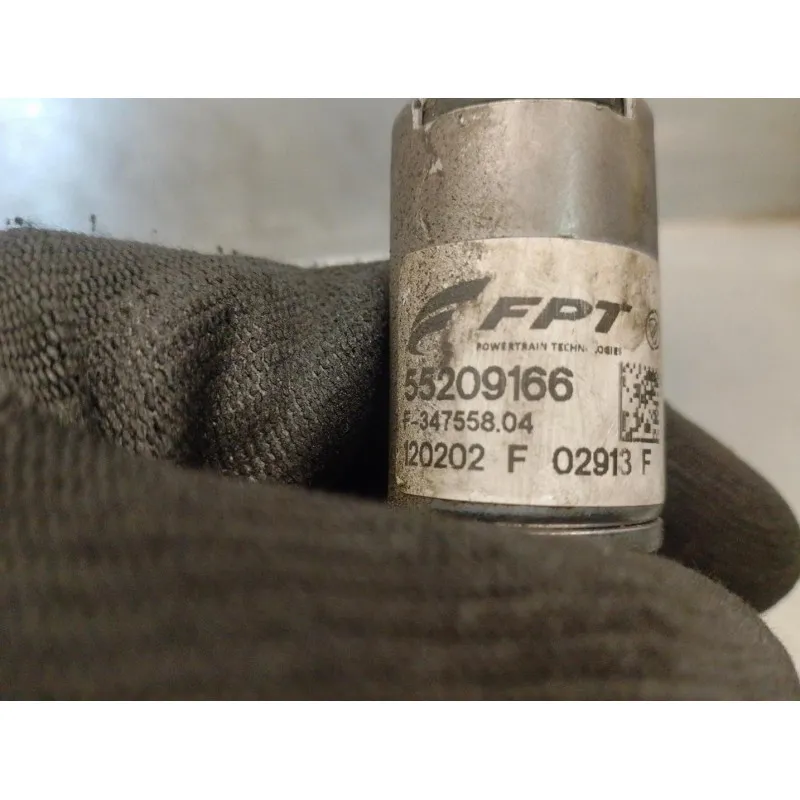 FPT
POWERTRAIN TECHNOLOGIES
55209166
F-347558.04
120202 F 02913 F